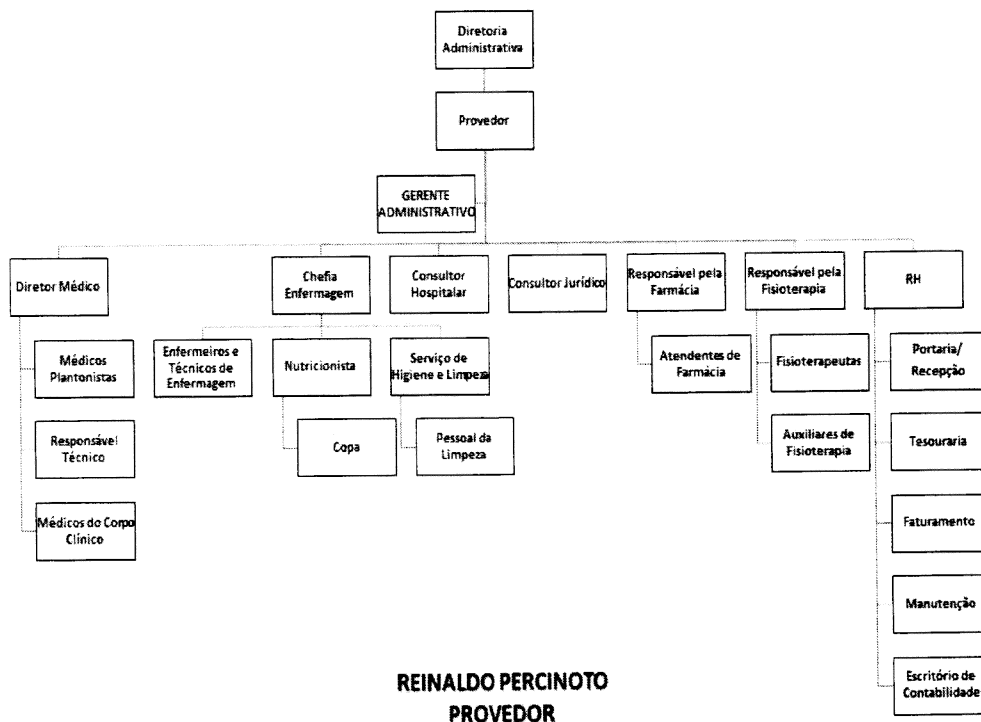 Diretoria
Administrativa
Provedor
GERENTE
ADMINISTRATIVO
Diretor Médico
Chefia
Enfermagem
Consultor
Hospitalar
Consultor Jurídico
Responsável pela
Farmácia
Responsável pela
Fisioterapia
RH
Médicos
Plantonistas
Enfermeiros e
Técnicos de
Enfermagem
Nutricionista
Serviço de
Higiene e Limpeza
Atendentes de
Farmácia
Fisioterapeutas
Portaria/
Recepção
Responsável
Técnico
Copa
Pessoal da
Limpeza
Auxiliares de
Fisioterapia
Tesouraria
Médicos do Corpo
Clínico
Faturamento
Manutenção
Escritório de
Contabilidade
REINALDO PERCINOTO
PROVEDOR